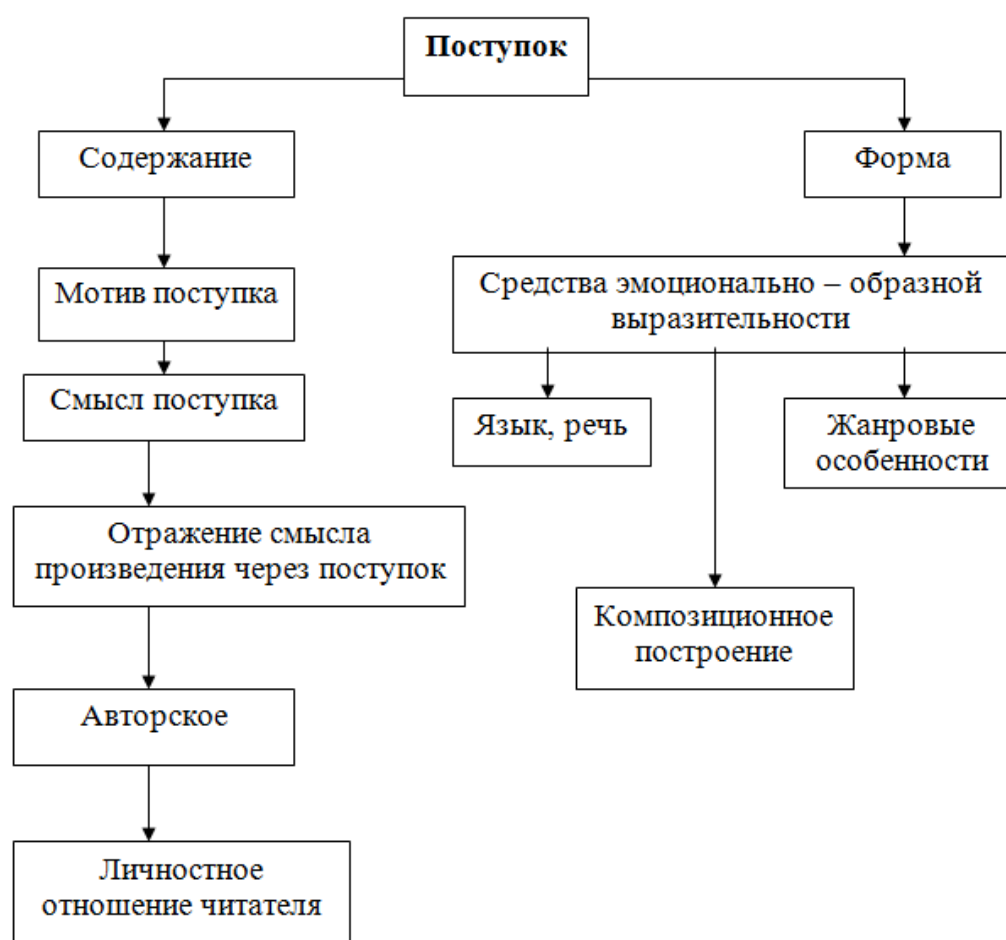 Поступок
Содержание
Форма
Мотив поступка
Средства эмоционально – образной
выразительности
Смысл поступка
Язык, речь
Жанровые
особенности
Отражение смысла
произведения через поступок
Композиционное
построение
Авторское
Личностное
отношение читателя